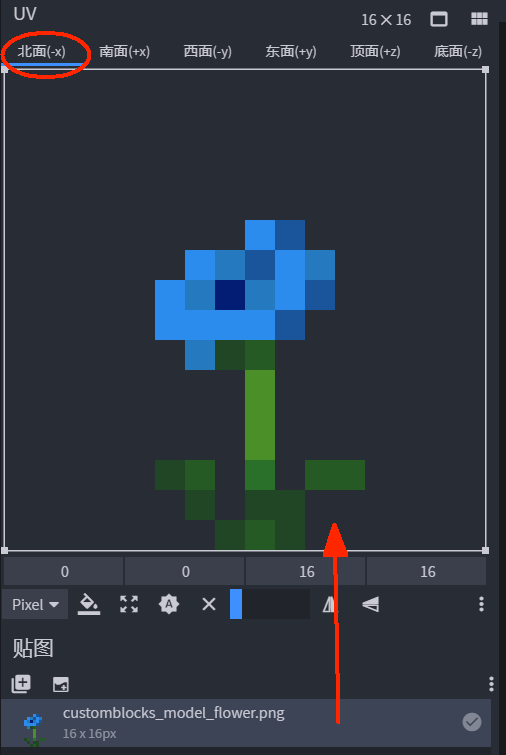 UV
16×16
北面(-x) 南面(+x) 西面(-y) 东面(+y) 顶面(+z) 底面(-z)
0 0 16 16
Pixel
A
贴图
customblocks_model_flower.png
16 x 16px